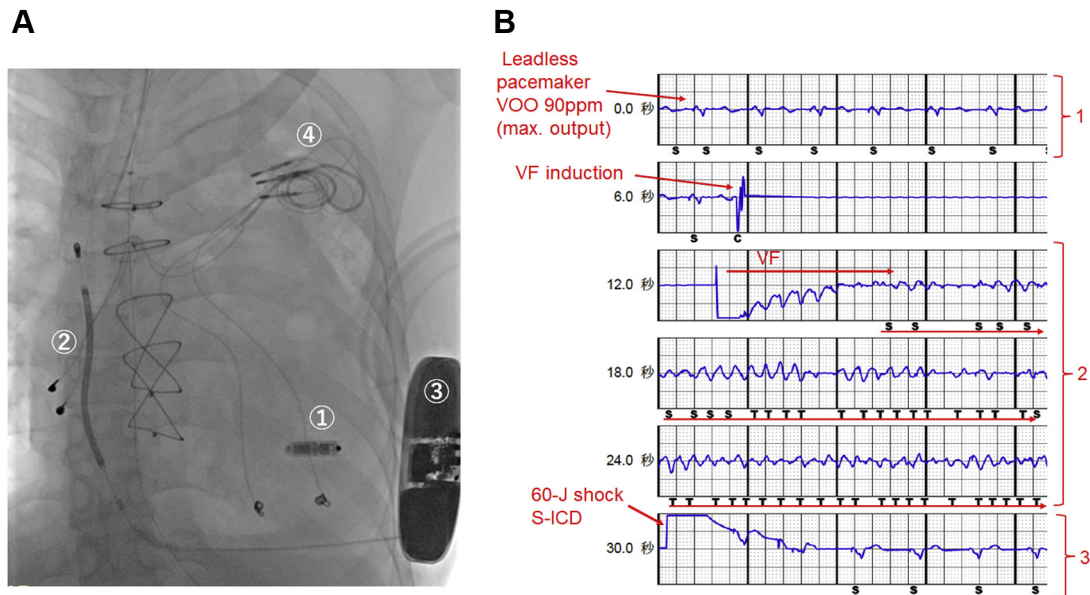 A
B
④
②
③
①
Leadless
pacemaker
VOO 90ppm
(max. output)
0.0 秒
S S S S S S S
1
VF induction
6.0 秒
S C
VF
12.0 秒
S S S S S
18.0 秒
2
S S S S T T T T T T T T T T T T T T S
24.0 秒
T T T T T T T T T T T T T T T T T T T T T
60-J shock
S-ICD
30.0 秒
3
S S S S